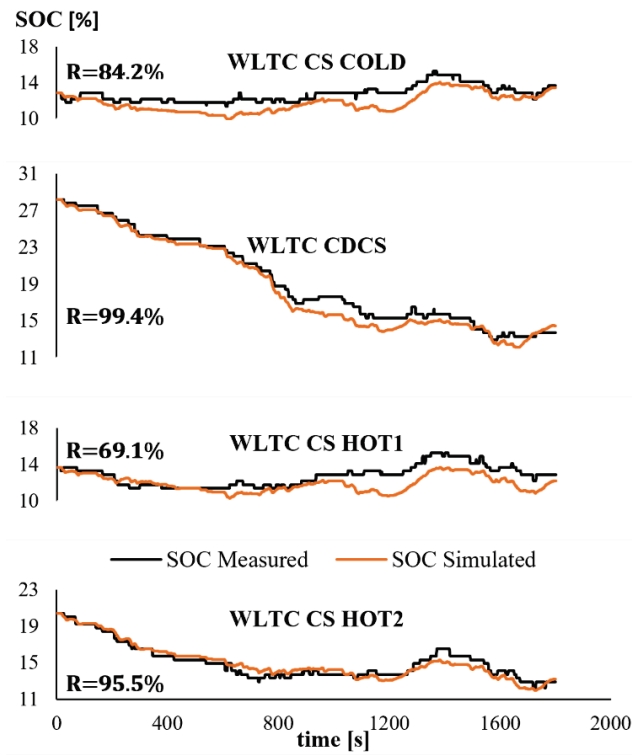 SOC [%]
18
R=84.2%
WLTC CS COLD
14
10
31
27
WLTC CDCS
23
19
15
R=99.4%
11
18
R=69.1%
WLTC CS HOT1
14
10
SOC Measured
SOC Simulated
23
WLTC CS HOT2
19
15
R=95.5%
11
0
400
800
1200
1600
2000
time [s]